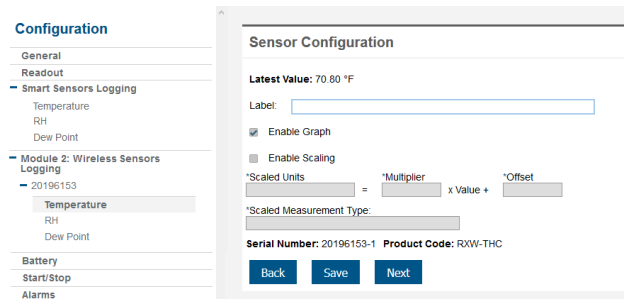 Configuration
General
Readout
Smart Sensors Logging
Temperature
RH
Dew Point
Module 2: Wireless Sensors
Logging
20196153
Temperature
RH
Dew Point
Battery
Start/Stop
Alarms
Sensor Configuration
Latest Value: 70.80 °F
Label:
Enable Graph
Enable Scaling
*Scaled Units *Multiplier *Offset
= x Value +
*Scaled Measurement Type:
Serial Number: 20196153-1 Product Code: RXW-THC
Back Save Next